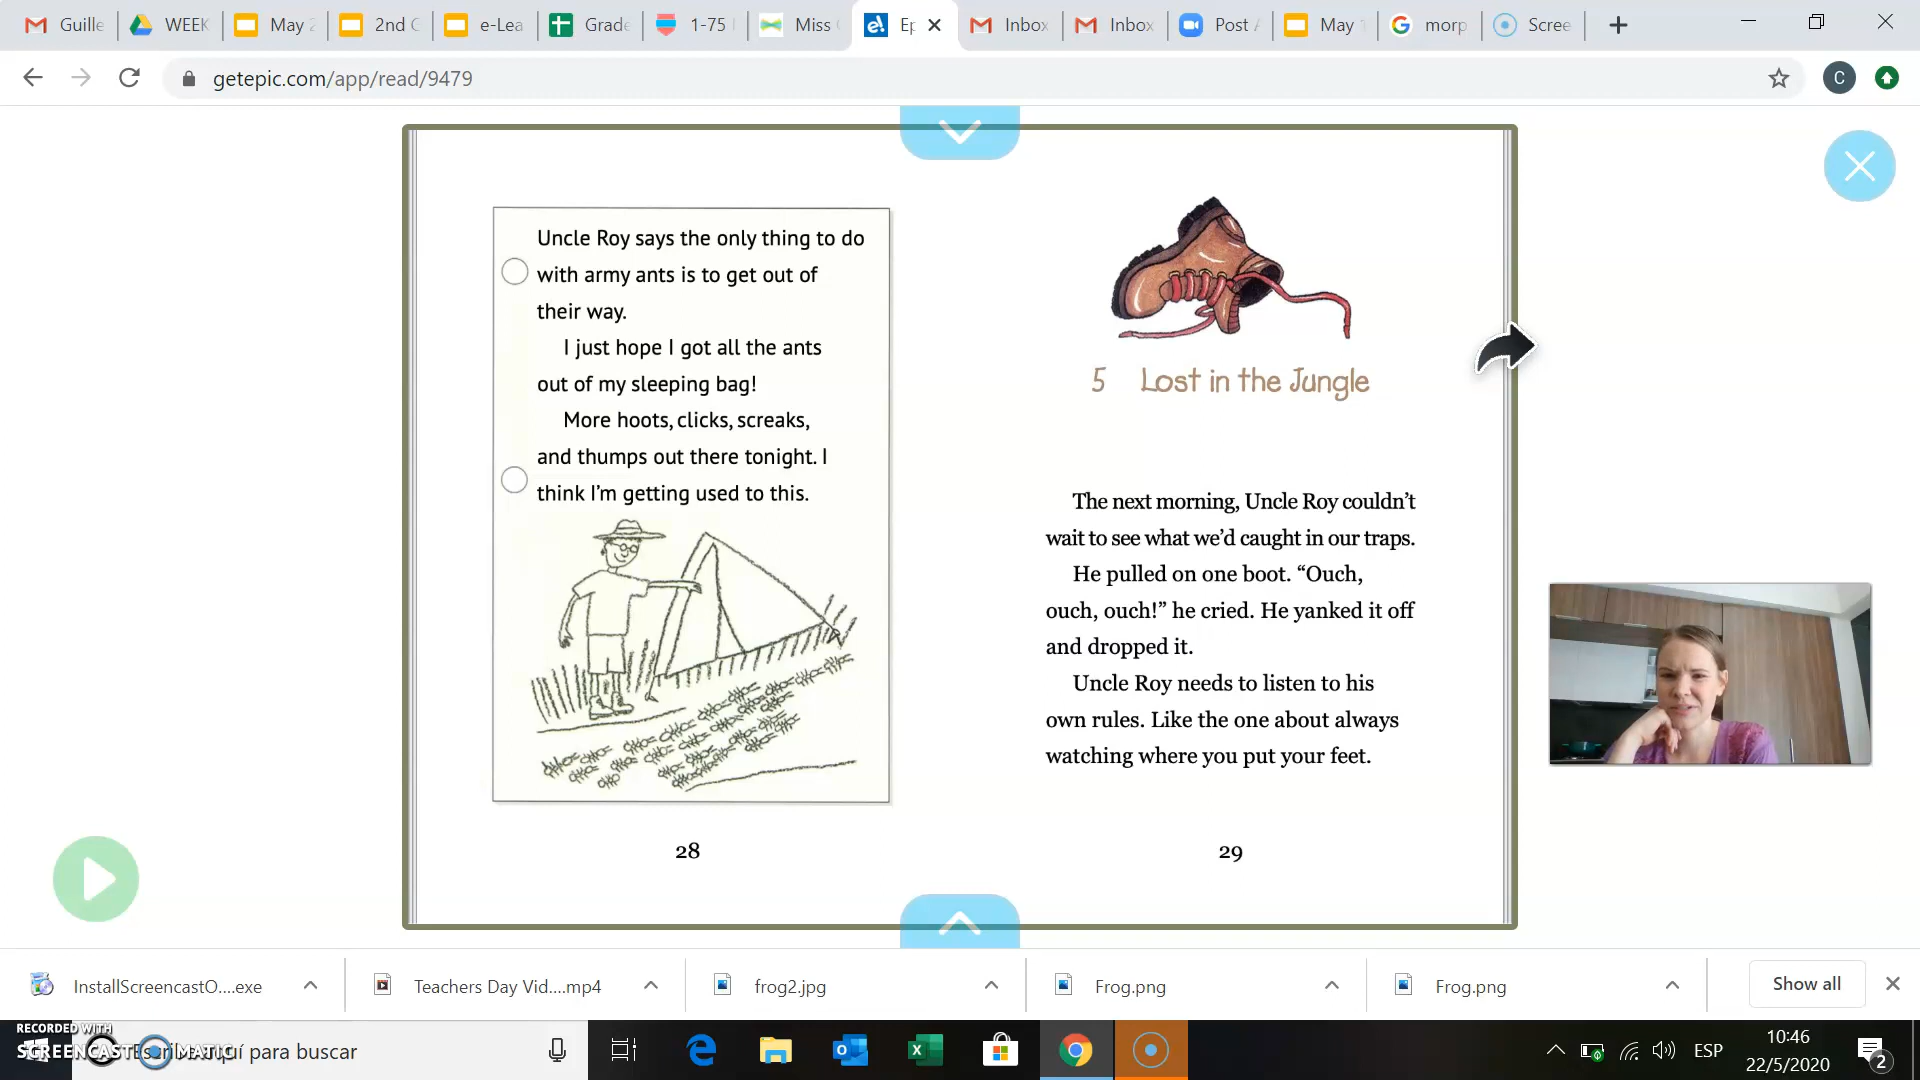 Guille
WEEK
May 2
2nd G
e-Lea
Grade
1-75
Miss
Ep
Inbox
Inbox
Post
May
morp
Scree
getepic.com/app/read/9479
C
Uncle Roy says the only thing to do
with army ants is to get out of
their way.
I just hope I got all the ants
out of my sleeping bag!
More hoots, clicks, screaks,
and thumps out there tonight. I
think I'm getting used to this.
28
5 Lost in the Jungle
The next morning, Uncle Roy couldn't
wait to see what we'd caught in our traps.
He pulled on one boot. “Ouch,
ouch, ouch!” he cried. He yanked it off
and dropped it.
Uncle Roy needs to listen to his
own rules. Like the one about always
watching where you put your feet.
29
InstallScreencastO....exe
Teachers Day Vid....mp4
frog2.jpg
Frog.png
Frog.png
Show all
RECORDED WITH
SCREENCAST MATIC
para buscar
ESP
10:46
22/5/2020
2